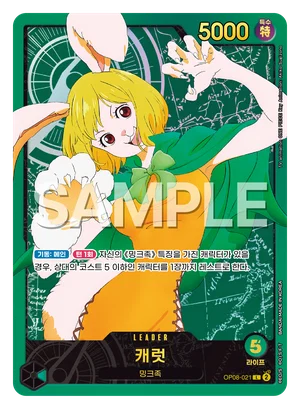 5000
특수
特
SAMPLE
기동: 메인 턴 1회 자신의 《밍크족》 특징을 가진 캐릭터가 있을
경우, 상대의 코스트 5 이하인 캐릭터를 1장까지 레스트로 한다.
LEADER
캐럿
밍크족
5
라이프
OP08-021 L